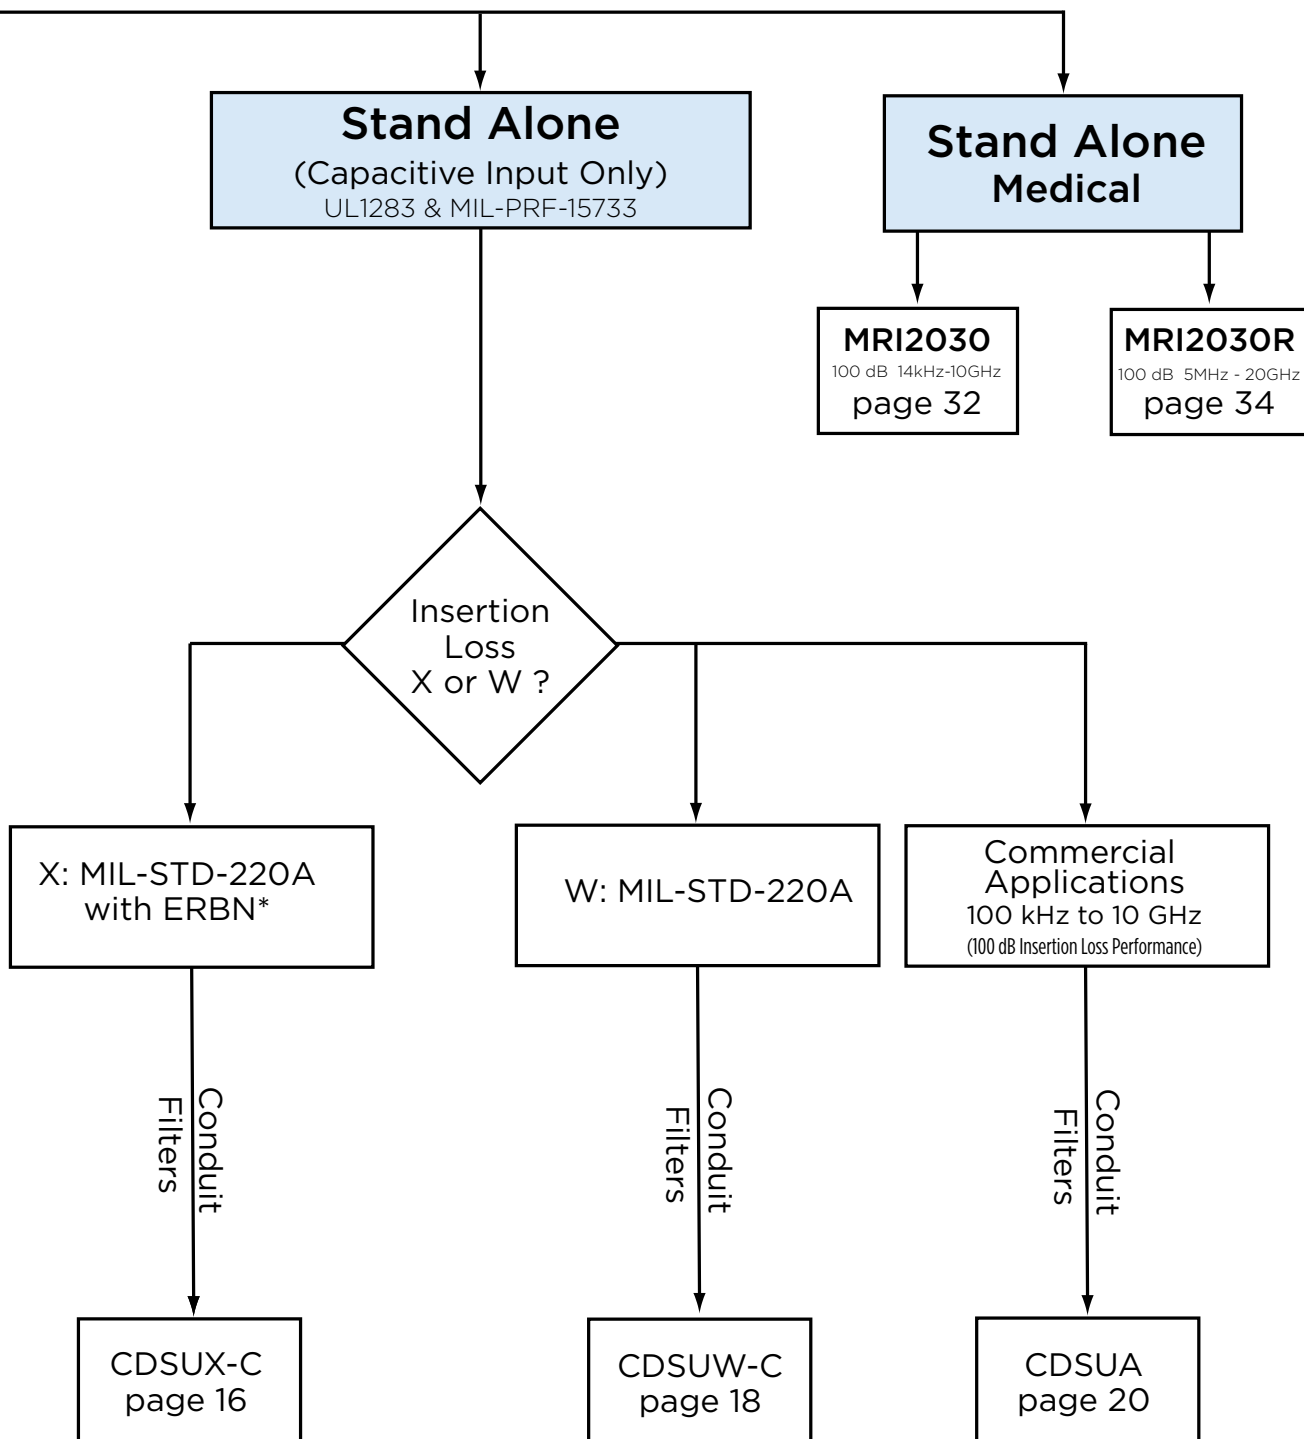 Stand Alone
(Capacitive Input Only)
UL1283 & MIL-PRF-15733
Stand Alone
Medical
MRI2030
100 dB 14kHz-10GHz
page 32
MRI2030R
100 dB 5MHz - 20GHz
page 34
Insertion
Loss
X or W ?
X: MIL-STD-220A
with ERBN*
W: MIL-STD-220A
Commercial
Applications
100 kHz to 10 GHz
(100 dB Insertion Loss Performance)
Conduit
Filters
Conduit
Filters
Conduit
Filters
CDSUX-C
page 16
CDSUW-C
page 18
CDSUA
page 20